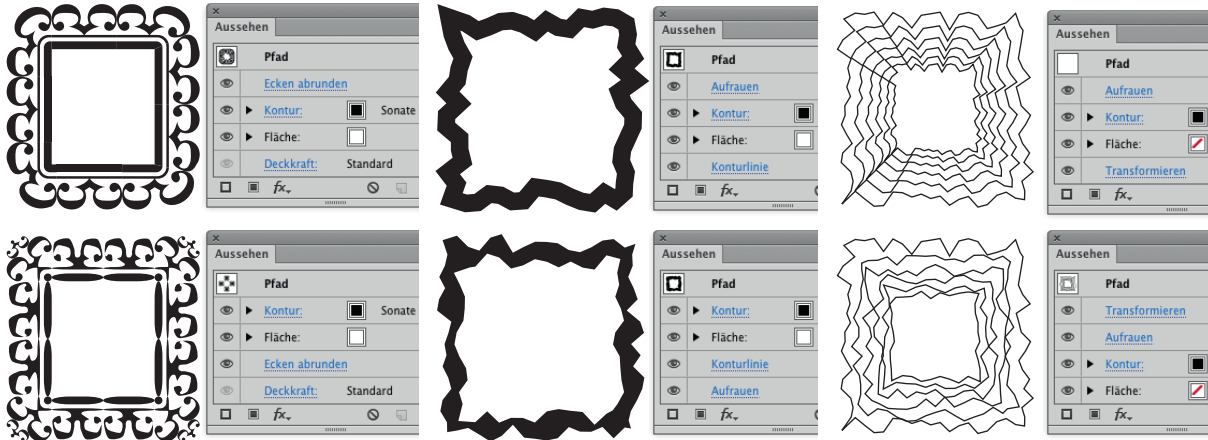 Aussehen
Pfad
Ecken abrunden
Kontur: Sonate
Fläche:
Deckkraft: Standard
fx
Aussehen
Pfad
Aufrauen
Kontur:
Fläche:
Konturlinie
fx
Aussehen
Pfad
Aufrauen
Kontur:
Fläche:
Transformieren
fx
Aussehen
Pfad
Kontur: Sonate
Fläche:
Ecken abrunden
Deckkraft: Standard
fx
Aussehen
Pfad
Kontur:
Fläche:
Konturlinie
Aufrauen
fx
Aussehen
Pfad
Transformieren
Aufrauen
Kontur:
Fläche:
fx